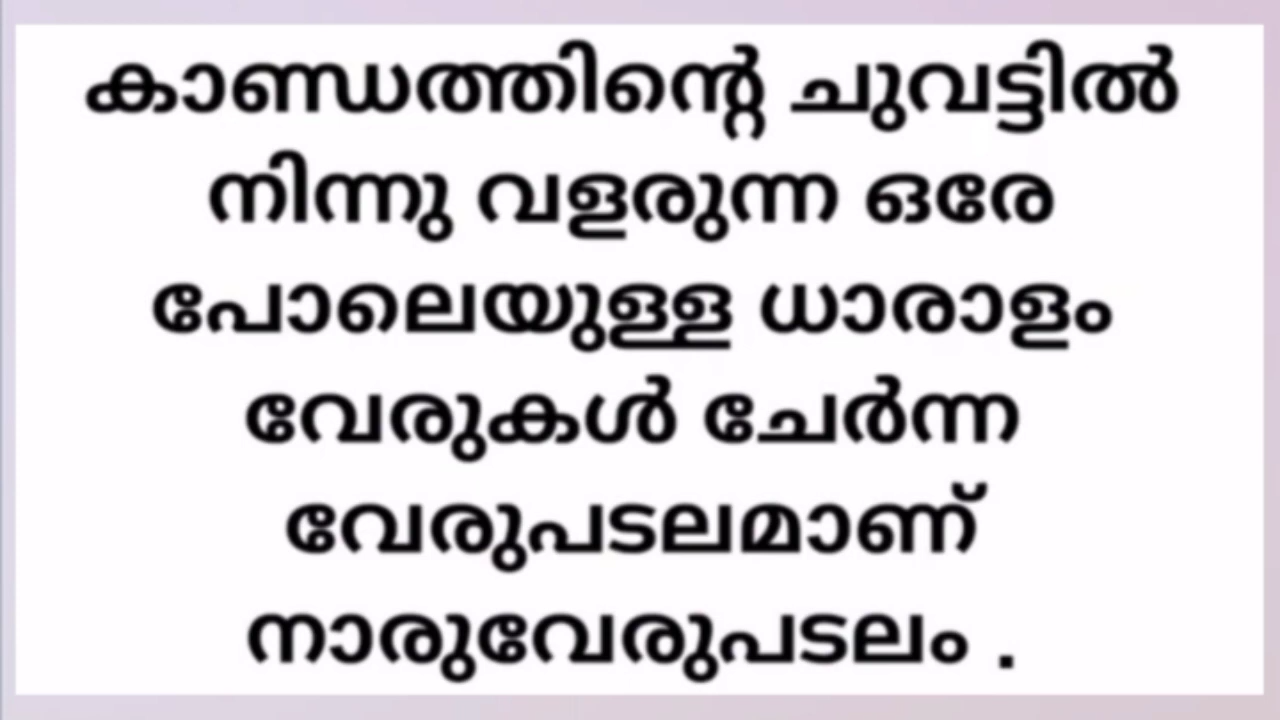 കാണ്ഡത്തിന്റെ ചുവട്ടിൽ
നിന്നു വളരുന്ന ഒരേ
പോലെയുള്ള ധാരാളം
വേരുകൾ ചേർന്ന
വേരുപടലമാണ്
നാരുവേരുപടലം .